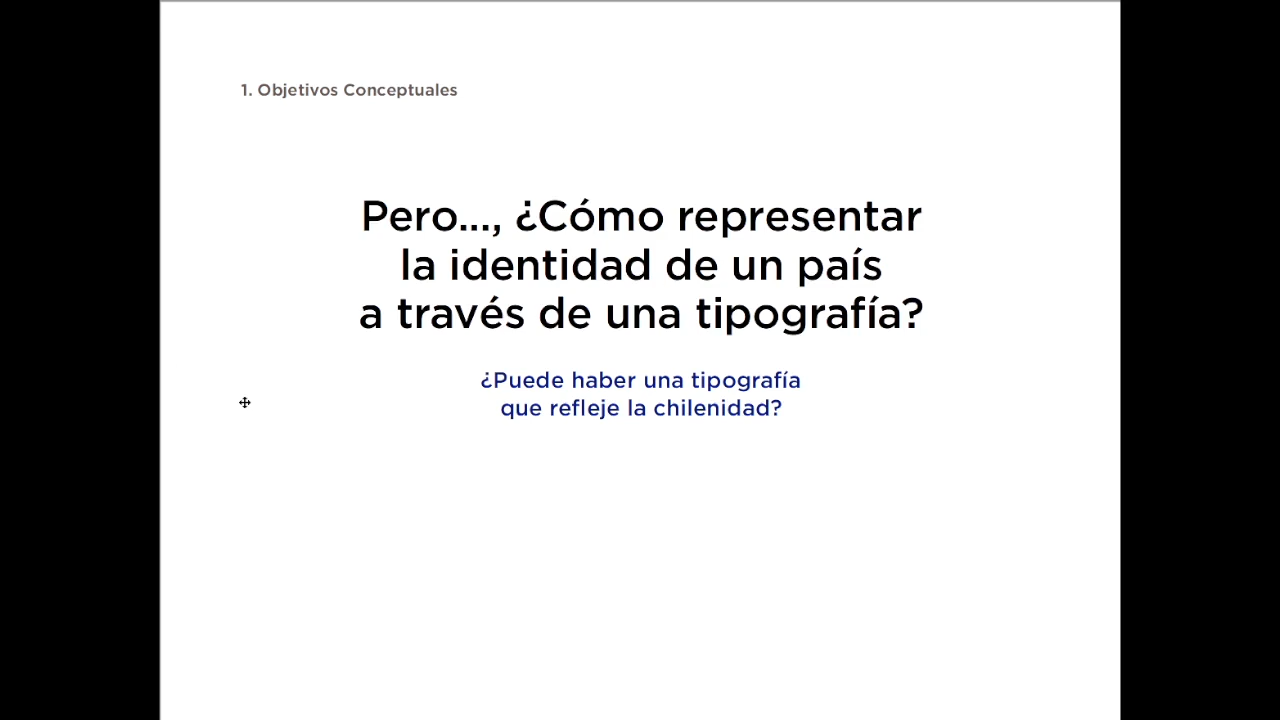 1. Objetivos Conceptuales
Pero..., ¿Cómo representar
la identidad de un país
a través de una tipografía?
¿Puede haber una tipografía
que refleje la chilenidad?